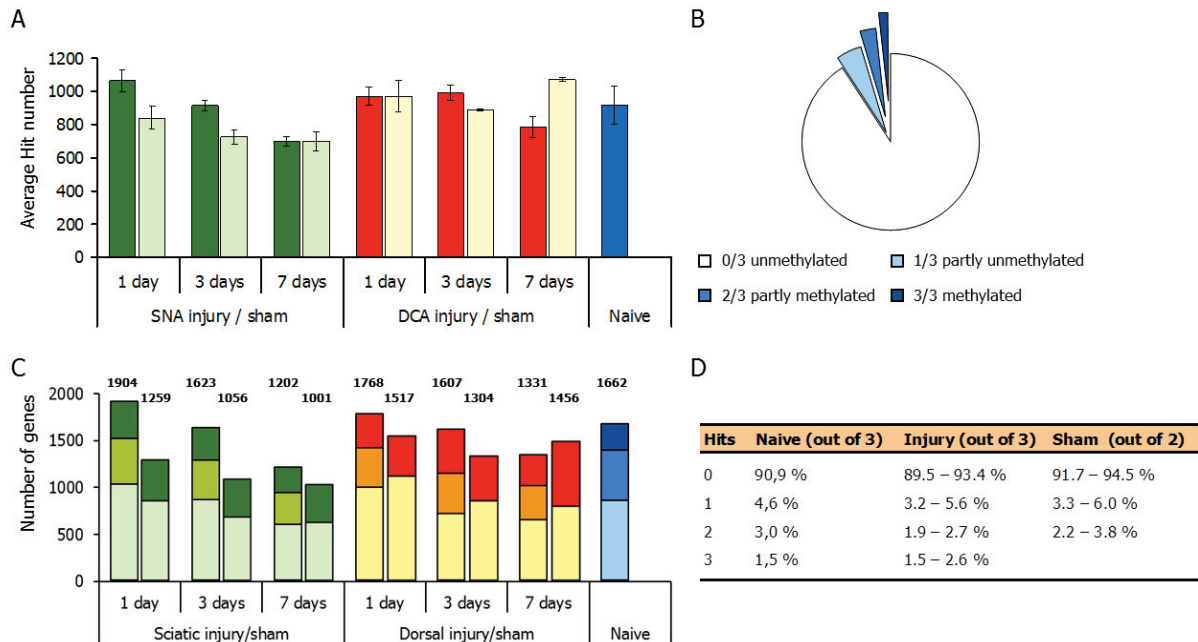 A
Average Hit number
1200
1000
800
600
400
200
0
1 day
3 days
7 days
1 day
3 days
7 days
SNA injury / sham
DCA injury / sham
Naive
B
0/3 unmethylated
1/3 partly unmethylated
2/3 partly methylated
3/3 methylated
C
Number of genes
2000
1500
1000
500
0
1904
1259
1623
1056
1202
1001
1768
1517
1607
1304
1331
1456
1662
1 day
3 days
7 days
1 day
3 days
7 days
Sciatic injury/sham
Dorsal injury/sham
Naive
D
Hits Naive (out of 3) Injury (out of 3) Sham (out of 2)
0 90,9 % 89.5 – 93.4 % 91.7 – 94.5 %
1 4,6 % 3.2 – 5.6 % 3.3 – 6.0 %
2 3,0 % 1.9 – 2.7 % 2.2 – 3.8 %
3 1,5 % 1.5 – 2.6 %